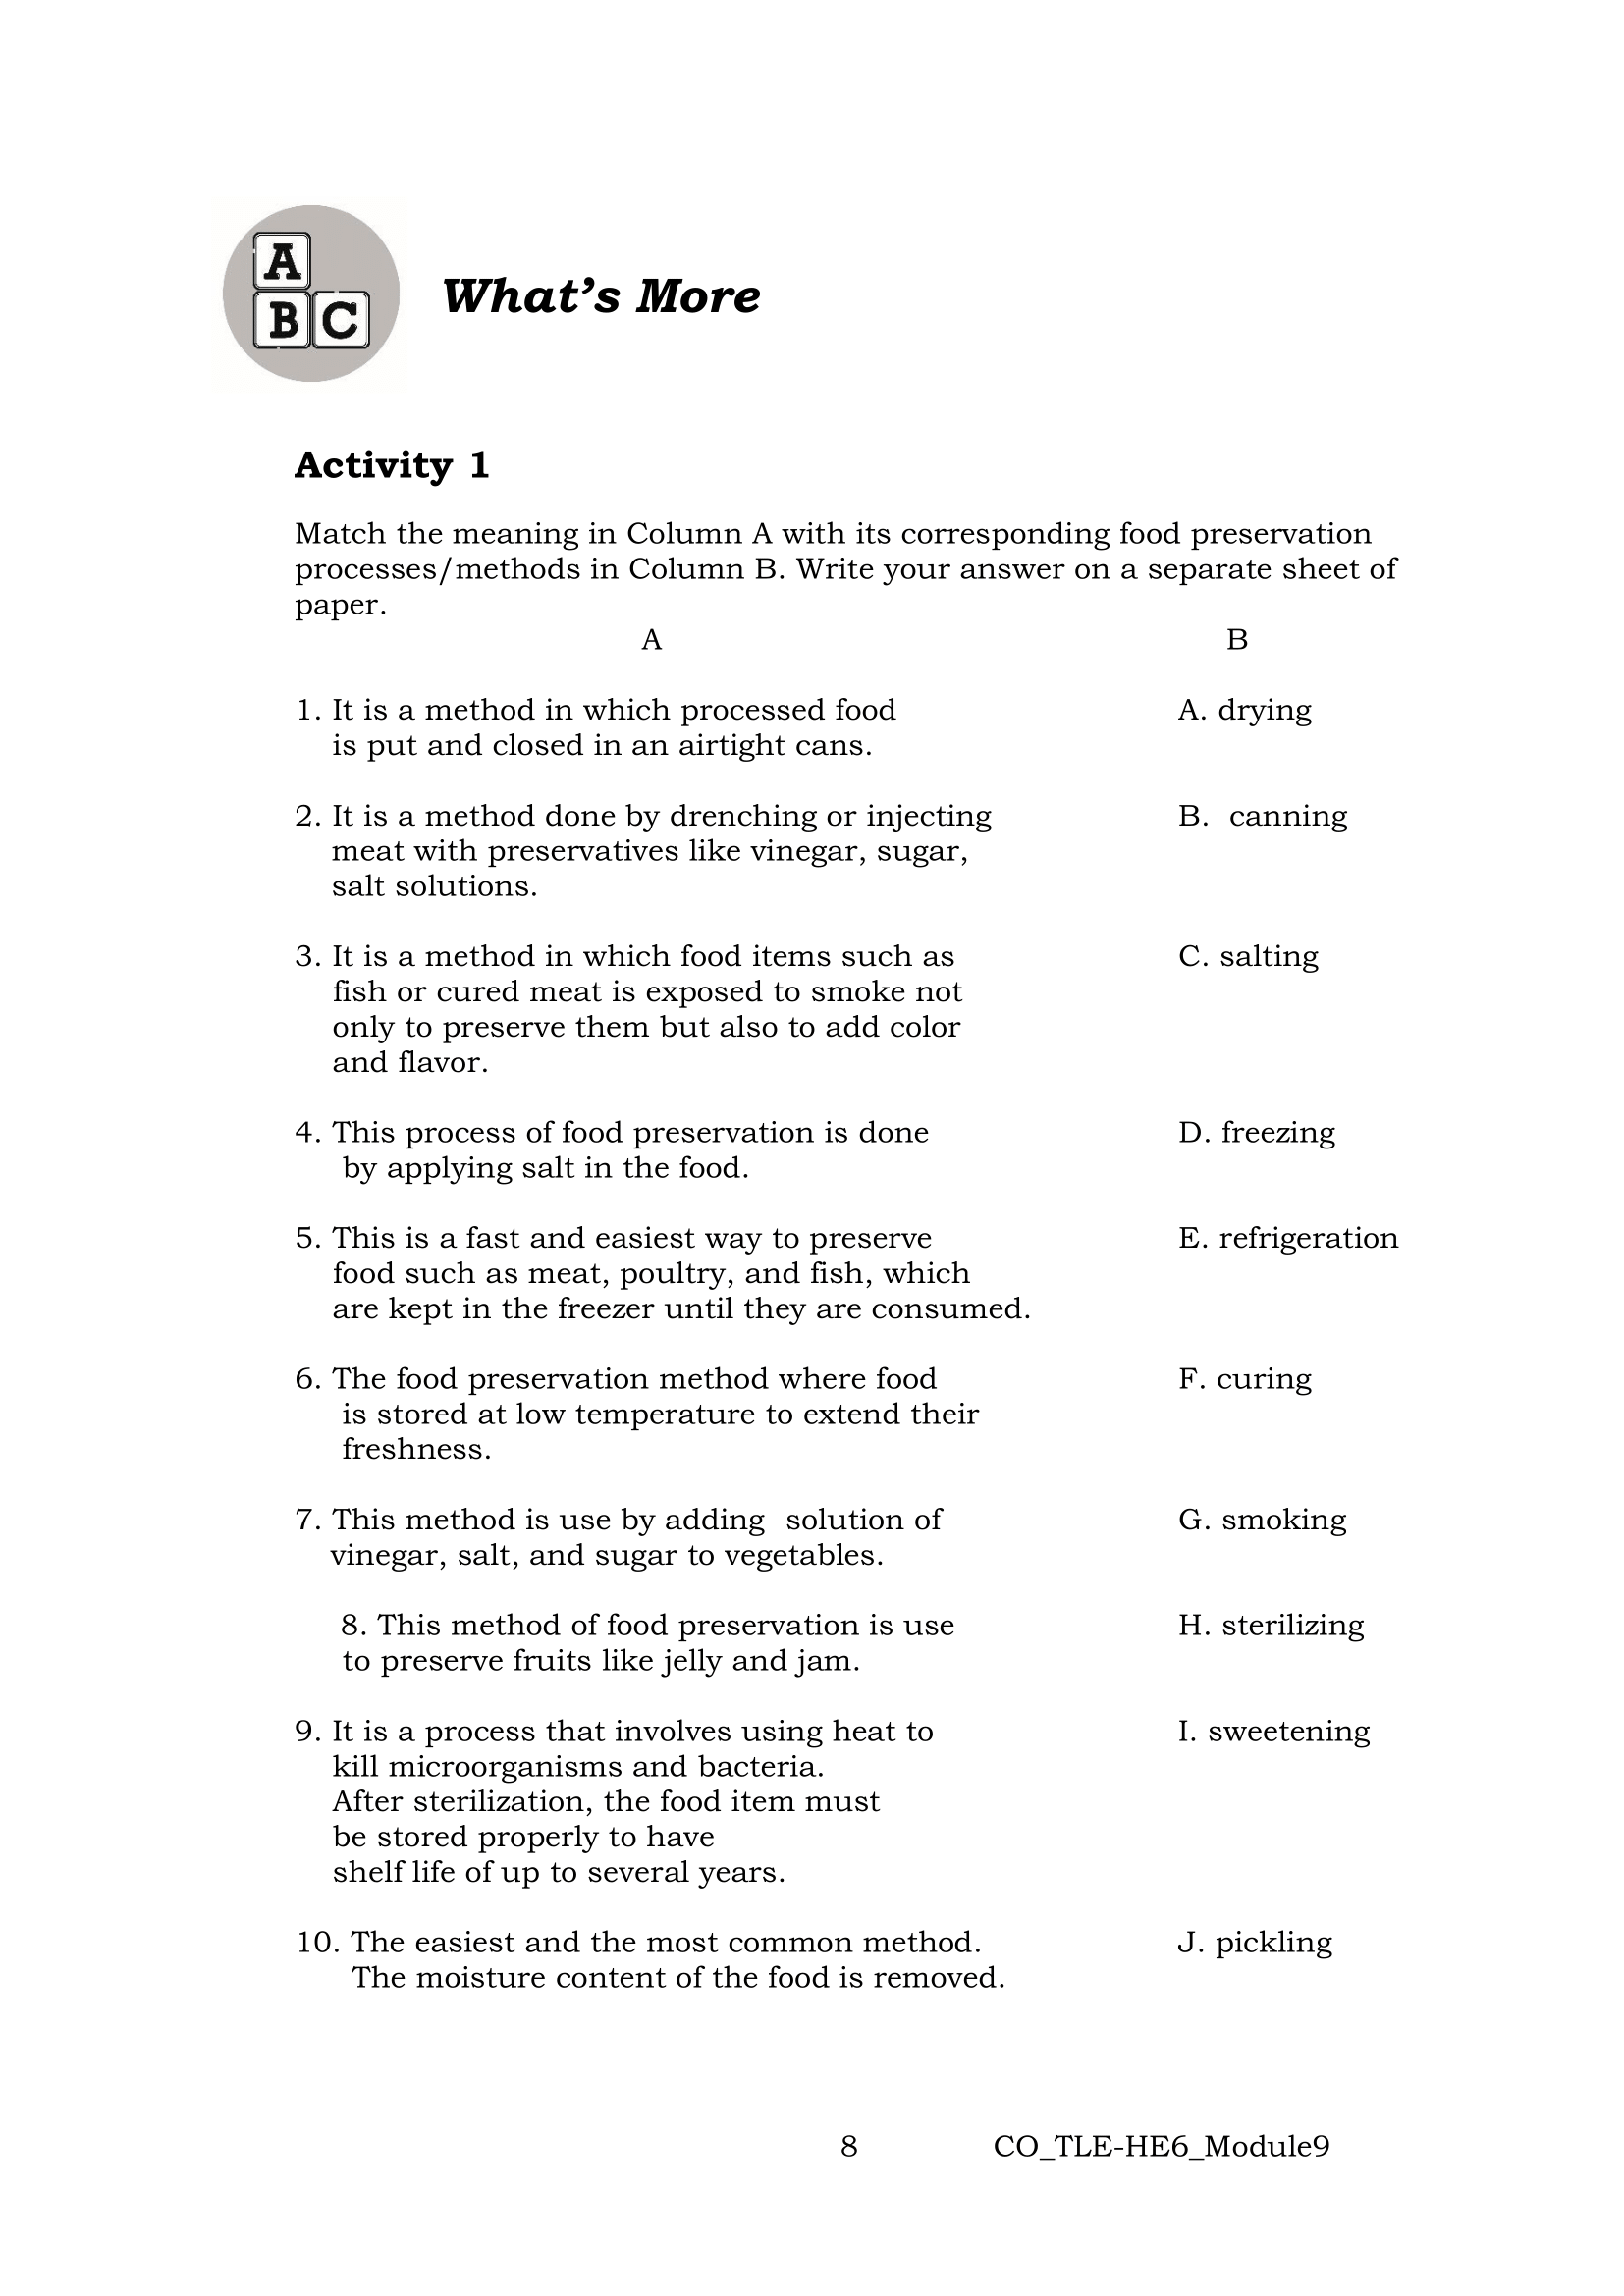 A
B C
What's More
Activity 1
Match the meaning in Column A with its corresponding food preservation
processes/methods in Column B. Write your answer on a separate sheet of
paper.
A B
1. It is a method in which processed food A. drying
is put and closed in an airtight cans.
2. It is a method done by drenching or injecting B. canning
meat with preservatives like vinegar, sugar,
salt solutions.
3. It is a method in which food items such as C. salting
fish or cured meat is exposed to smoke not
only to preserve them but also to add color
and flavor.
4. This process of food preservation is done D. freezing
by applying salt in the food.
5. This is a fast and easiest way to preserve E. refrigeration
food such as meat, poultry, and fish, which
are kept in the freezer until they are consumed.
6. The food preservation method where food F. curing
is stored at low temperature to extend their
freshness.
7. This method is use by adding solution of G. smoking
vinegar, salt, and sugar to vegetables.
8. This method of food preservation is use H. sterilizing
to preserve fruits like jelly and jam.
9. It is a process that involves using heat to I. sweetening
kill microorganisms and bacteria.
After sterilization, the food item must
be stored properly to have
shelf life of up to several years.
10. The easiest and the most common method. J. pickling
The moisture content of the food is removed.
8 CO_TLE-HE6_Module9